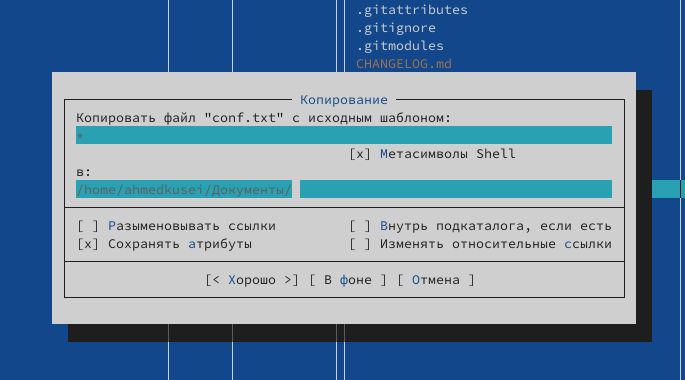 .gitattributes
.gitignore
.gitmodules
CHANGELOG.md
Копирование
Копировать файл "conf.txt" с исходным шаблоном:
*
[x] Метасимволы Shell
в:
/home/ahmedkusei/Документы/
[ ] Разыменовывать ссылки [ ] Внутрь подкаталога, если есть
[x] Сохранять атрибуты [ ] Изменять относительные ссылки
[< Хорошо >] [ В фоне ] [ Отмена ]